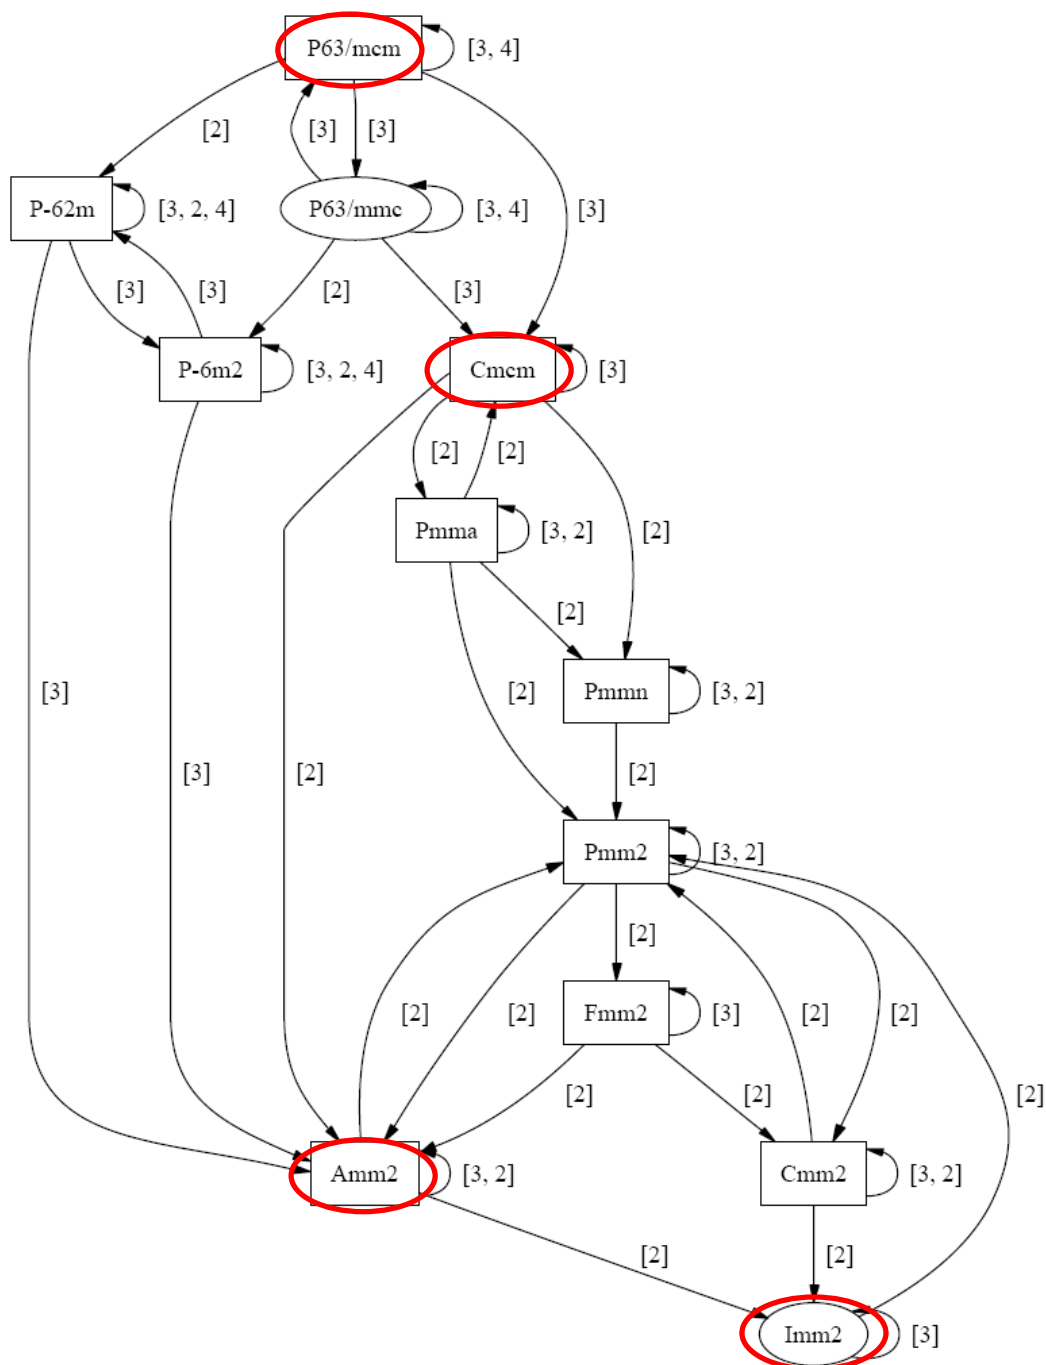 P63/mcm
[3, 4]
[2]
[3]
[3]
P-62m
[3, 2, 4]
P63/mmc
[3, 4]
[3]
[3]
[3]
[2]
[3]
P-6m2
[3, 2, 4]
Cmcm
[3]
[2]
[2]
Pmma
[3, 2]
[2]
[2]
[3]
[2]
Pmmn
[3, 2]
[3]
[2]
[2]
Pmm2
[3, 2]
[2]
[2]
[2]
Fmm2
[3]
[2]
[2]
[2]
[2]
[2]
Amm2
[3, 2]
Cmm2
[3, 2]
[2]
[2]
Imm2
[3]